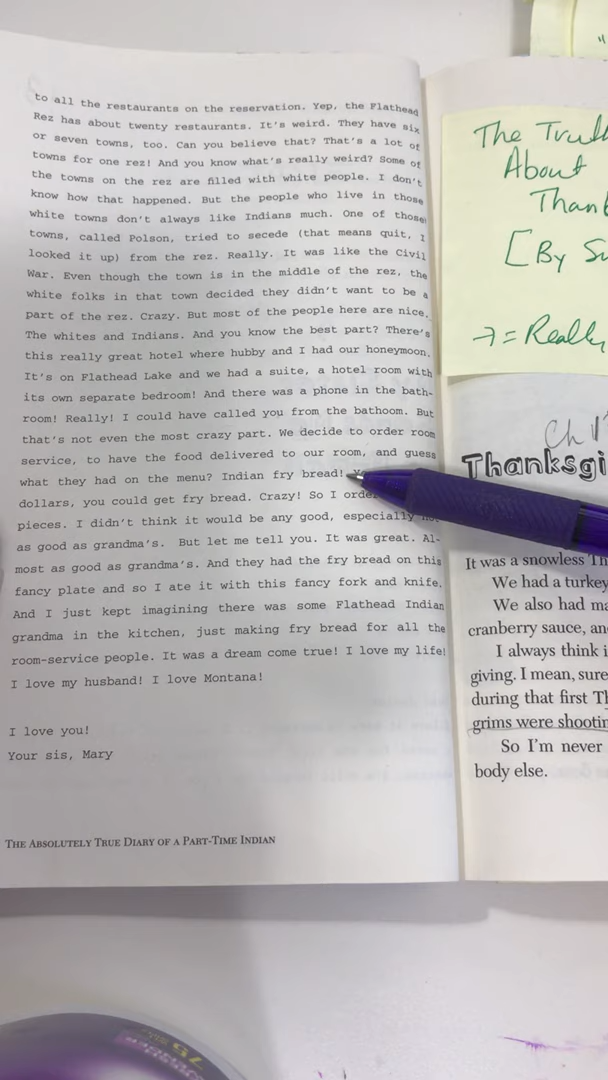 to all the restaurants on the reservation. Yep, the Flathead
Rez has about twenty restaurants. It's weird. They have six
or seven towns, too. Can you believe that? That's a lot of
towns for one rez! And you know what's really weird? Some of
the towns on the rez are filled with white people. I don't
know how that happened. But the people who live in those
white towns don't always like Indians much. One of those
towns, called Polson, tried to secede (that means quit, I
looked it up) from the rez. Really. It was like the Civil
War. Even though the town is in the middle of the rez, the
white folks in that town decided they didn't want to be a
part of the rez. Crazy. But most of the people here are nice.
The whites and Indians. And you know the best part? There's
this really great hotel where hubby and I had our honeymoon.
It's on Flathead Lake and we had a suite, a hotel room with
its own separate bedroom! And there was a phone in the bath-
room! Really! I could have called you from the bathoom. But
that's not even the most crazy part. We decide to order room
service, to have the food delivered to our room, and guess
what they had on the menu? Indian fry bread!
dollars, you could get fry bread. Crazy! So I
pieces. I didn't think it would be any good, especially
as good as grandma's. But let me tell you. It was great. Al-
most as good as grandma's. And they had the fry bread on this
fancy plate and so I ate it with this fancy fork and knife.
And I just kept imagining there was some Flathead Indian
grandma in the kitchen, just making fry bread for all the
room-service people. It was a dream come true! I love my life!
I love my husband! I love Montana!
I love you!
Your sis, Mary
THE ABSOLUTELY TRUE DIARY OF A PART-TIME INDIAN
The Truth
About
Than
[By Su
→ = Really
Ch 1
Thanksgi
It was a snowless Th
We had a turkey
We also had ma
cranberry sauce, an
I always think i
giving. I mean, sure
during that first Th
grims were shootin
So I'm never
body else.
75